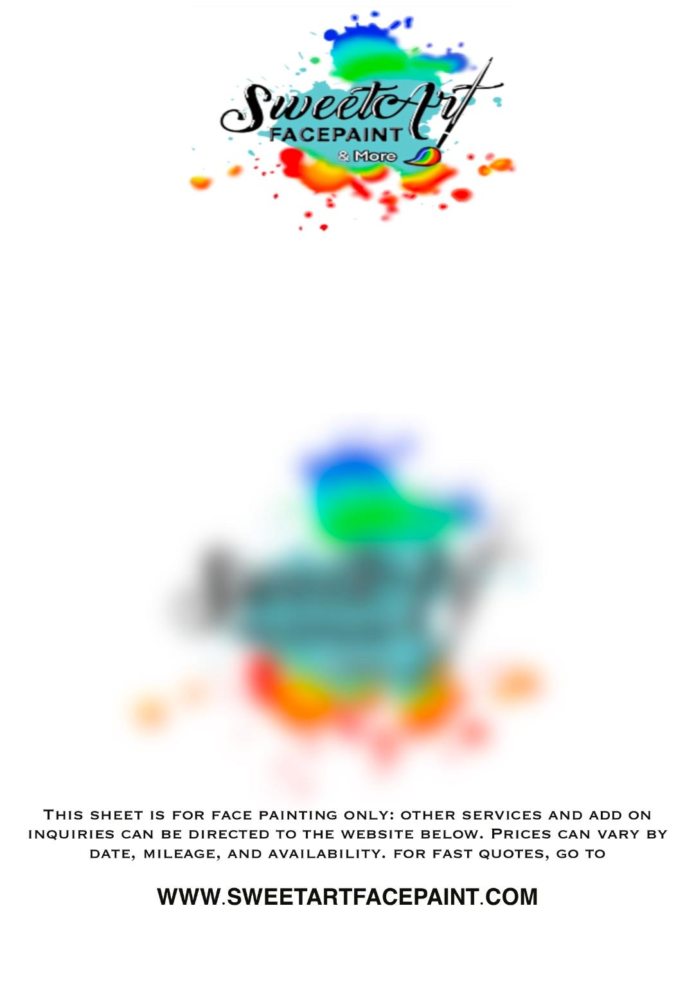 SweetArt
FACEPAINT
& More
THIS SHEET IS FOR FACE PAINTING ONLY: OTHER SERVICES AND ADD ON
INQUIRIES CAN BE DIRECTED TO THE WEBSITE BELOW. PRICES CAN VARY BY
DATE, MILEAGE, AND AVAILABILITY. FOR FAST QUOTES, GO TO
WWW.SWEETARTFACEPAINT.COM